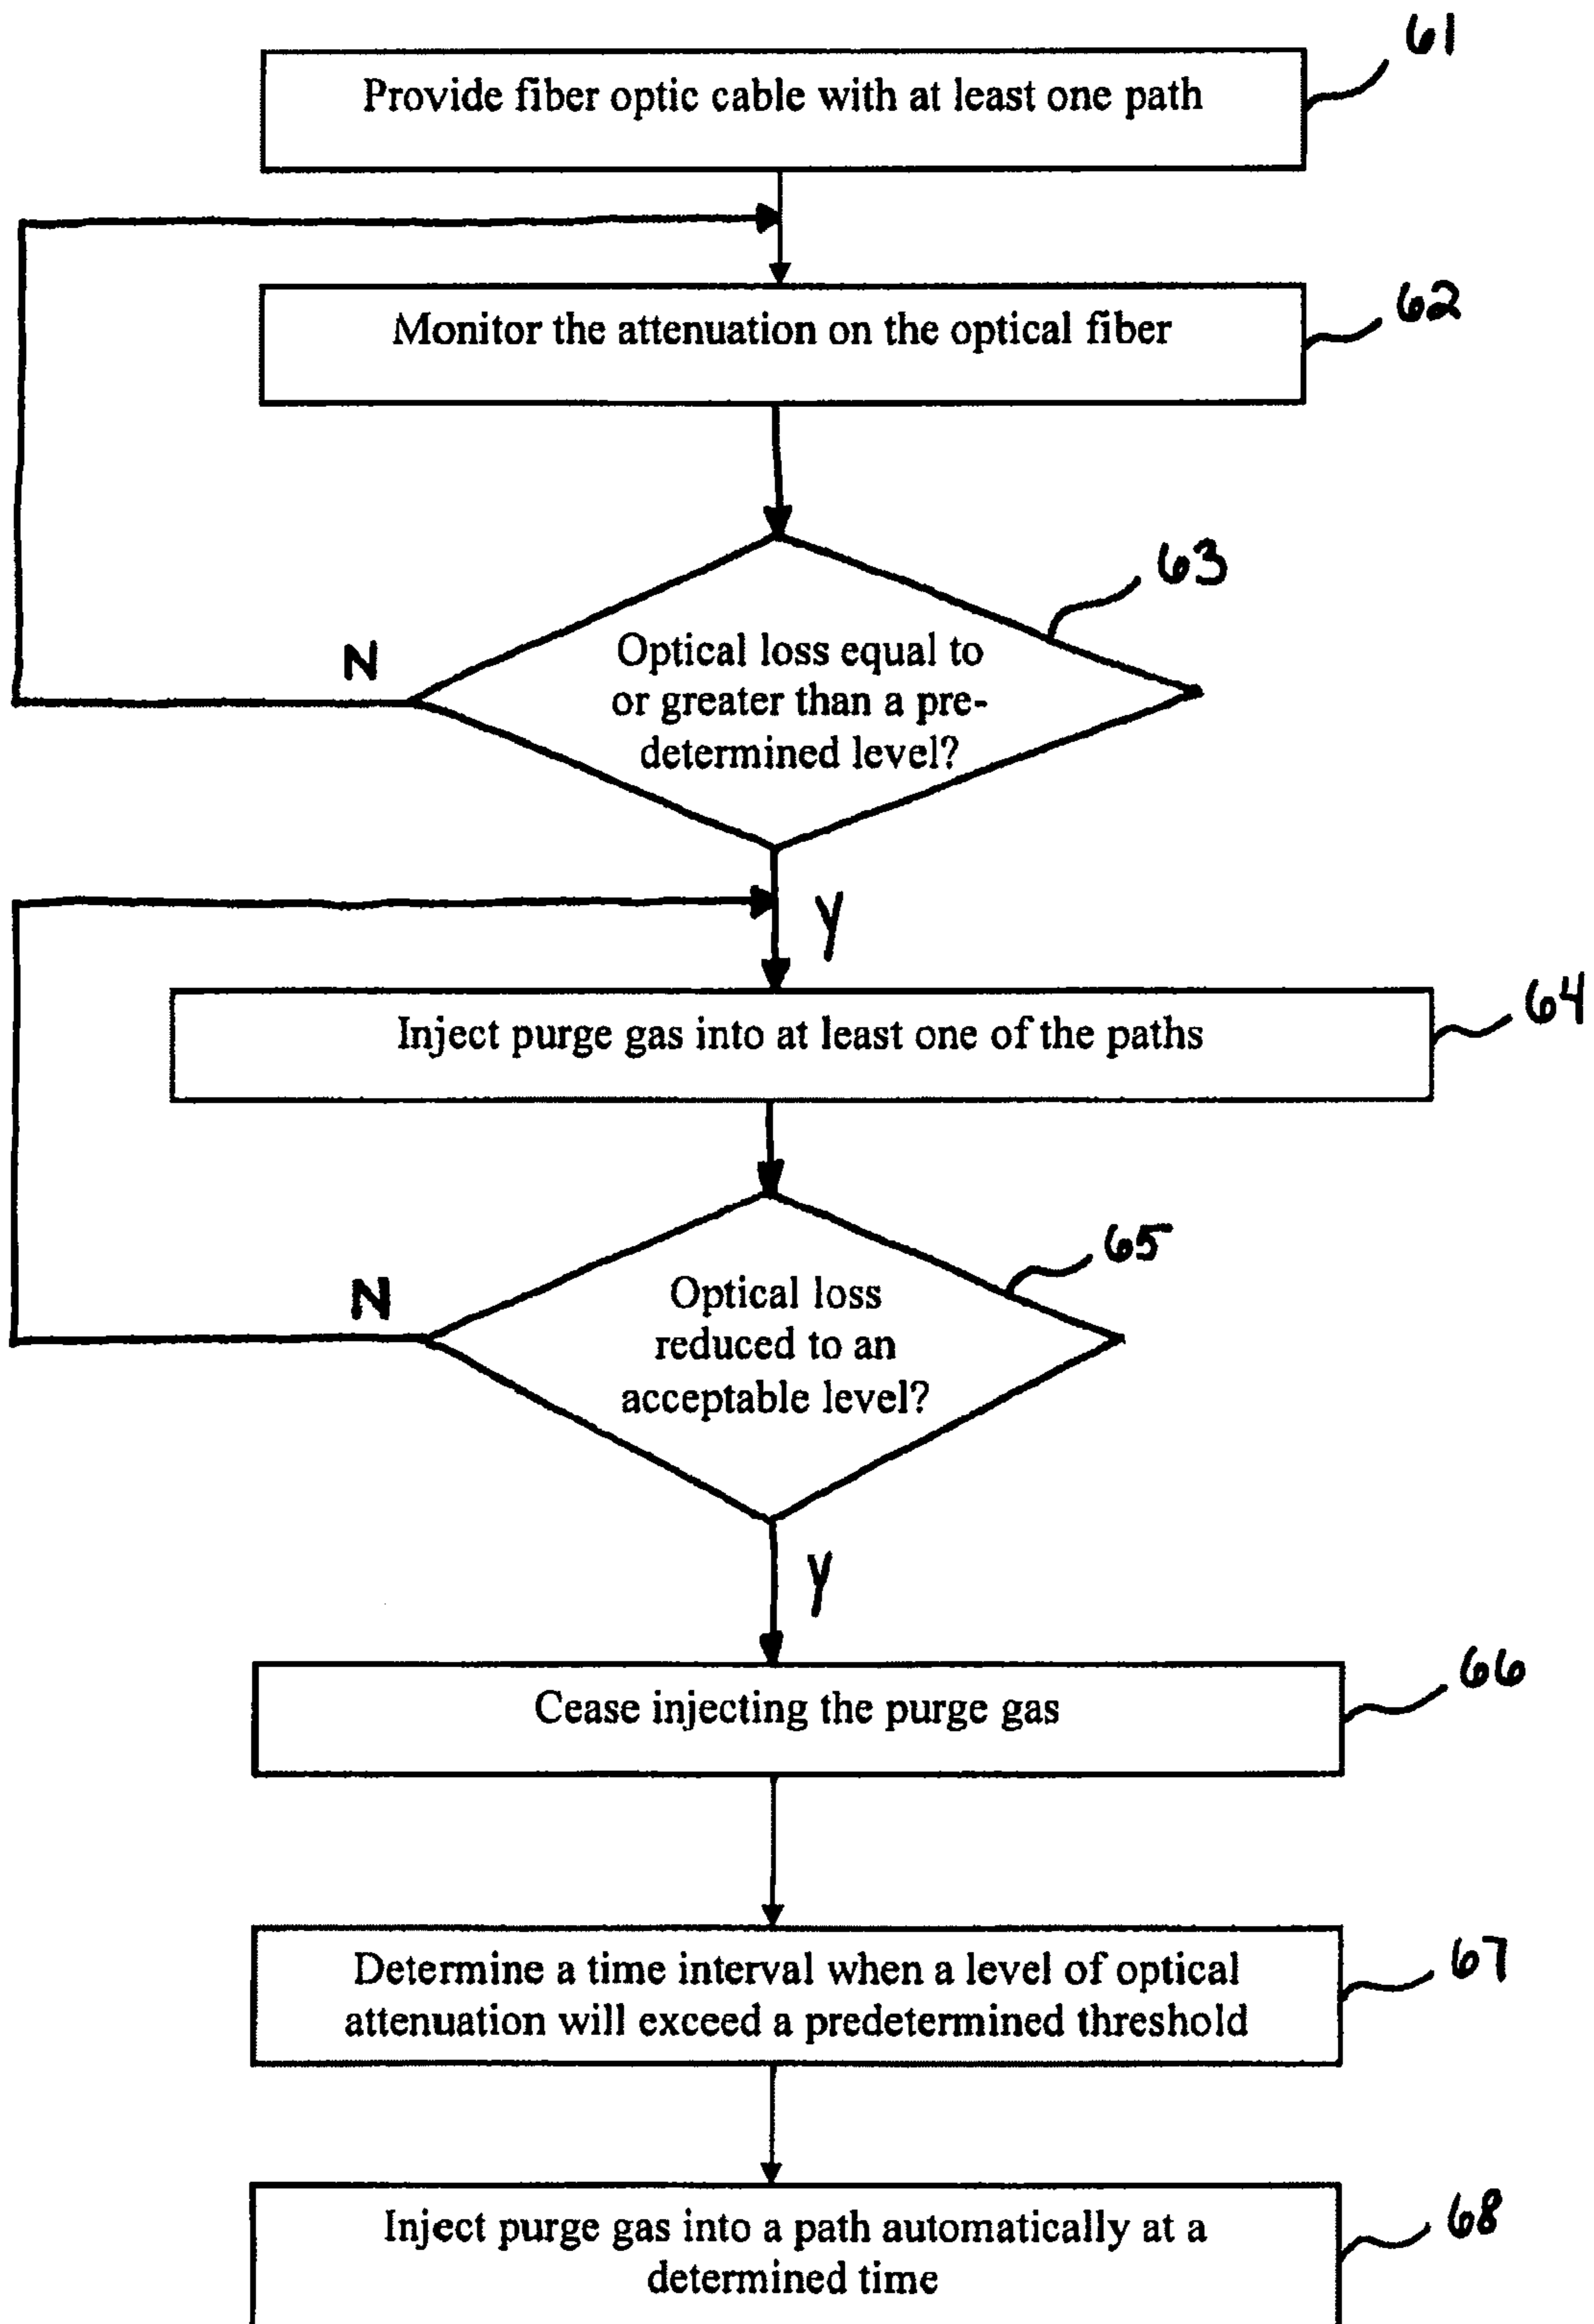 61
Provide fiber optic cable with at least one path
62
Monitor the attenuation on the optical fiber
63
Optical loss equal to
or greater than a pre-
determined level?
N
Y
64
Inject purge gas into at least one of the paths
65
Optical loss
reduced to an
acceptable level?
N
Y
66
Cease injecting the purge gas
67
Determine a time interval when a level of optical
attenuation will exceed a predetermined threshold
68
Inject purge gas into a path automatically at a
determined time